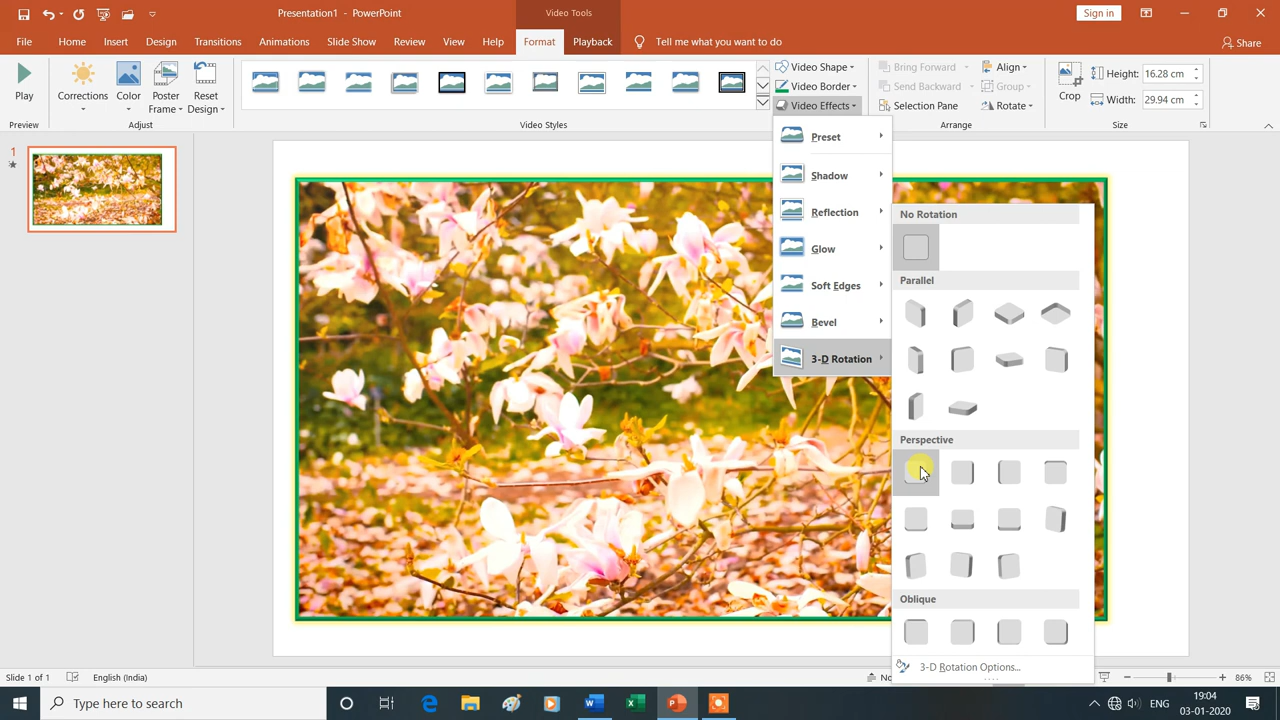 Presentation1 - PowerPoint
Video Tools
Sign in
File
Home
Insert
Design
Transitions
Animations
Slide Show
Review
View
Help
Format
Playback
Tell me what you want to do
Share
Play
Corrections
Color
Poster Frame
Reset Design
Video Shape
Video Border
Video Effects
Bring Forward
Send Backward
Selection Pane
Align
Group
Rotate
Crop
Height: 16.28 cm
Width: 29.94 cm
Preview
Adjust
Video Styles
Arrange
Size
1
Preset
Shadow
Reflection
Glow
Soft Edges
Bevel
3-D Rotation
No Rotation
Parallel
Perspective
Oblique
3-D Rotation Options...
Slide 1 of 1
English (India)
86%
Type here to search
ENG
19:04
03-01-2020